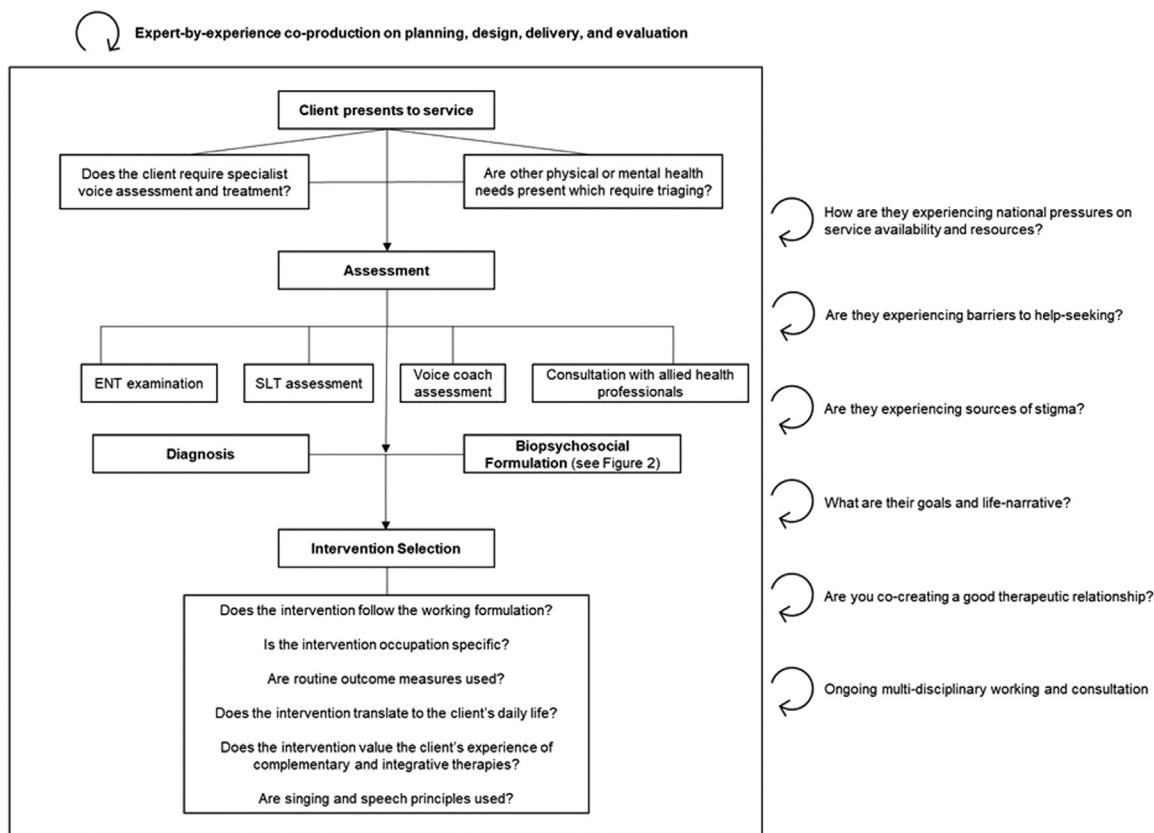 Expert-by-experience co-production on planning, design, delivery, and evaluation
Client presents to service
Does the client require specialist
voice assessment and treatment?
Are other physical or mental health
needs present which require triaging?
Assessment
ENT examination
SLT assessment
Voice coach
assessment
Consultation with allied health
professionals
Diagnosis
Biopsychosocial
Formulation (see Figure 2)
Intervention Selection
Does the intervention follow the working formulation?
Is the intervention occupation specific?
Are routine outcome measures used?
Does the intervention translate to the client's daily life?
Does the intervention value the client's experience of
complementary and integrative therapies?
Are singing and speech principles used?
How are they experiencing national pressures on
service availability and resources?
Are they experiencing barriers to help-seeking?
Are they experiencing sources of stigma?
What are their goals and life-narrative?
Are you co-creating a good therapeutic relationship?
Ongoing multi-disciplinary working and consultation